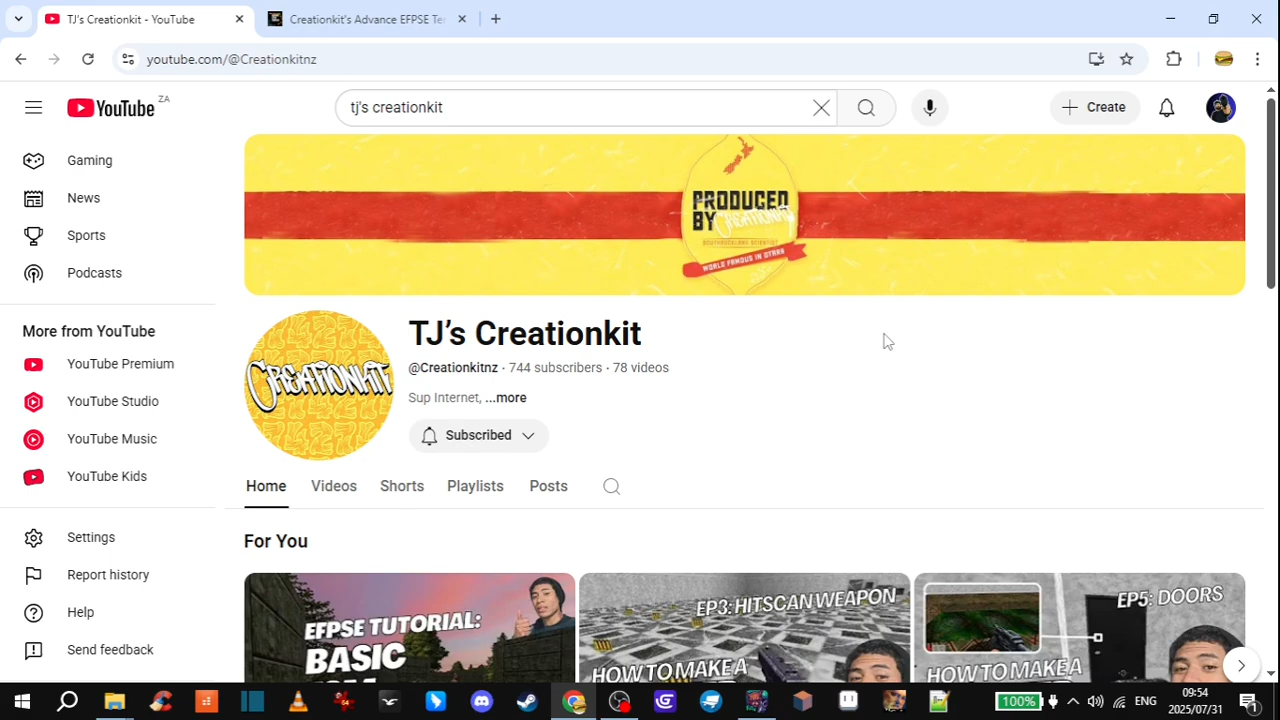 TJ's Creationkit - YouTube
Creationkit's Advance EFPSE Te
youtube.com/@Creationkitnz
YouTube ZA
tj's creationkit
Create
Gaming
News
Sports
Podcasts
More from YouTube
YouTube Premium
YouTube Studio
YouTube Music
YouTube Kids
Settings
Report history
Help
Send feedback
PRODUCED
BY CREATIONKIT
SOUTHROCKLAND SCIENTIST
WORLD FAMOUS IN OTARA
CREATIONKIT
TJ’s Creationkit
@Creationkitnz · 744 subscribers · 78 videos
Sup Internet, ...more
Subscribed
Home
Videos
Shorts
Playlists
Posts
For You
EFPSE TUTORIAL:
BASIC
EP3: HITSCAN WEAPON
HOW TO MAKE A
EP5: DOORS
HOW TO MAKE A
100%
ENG
09:54
2025/07/31
1